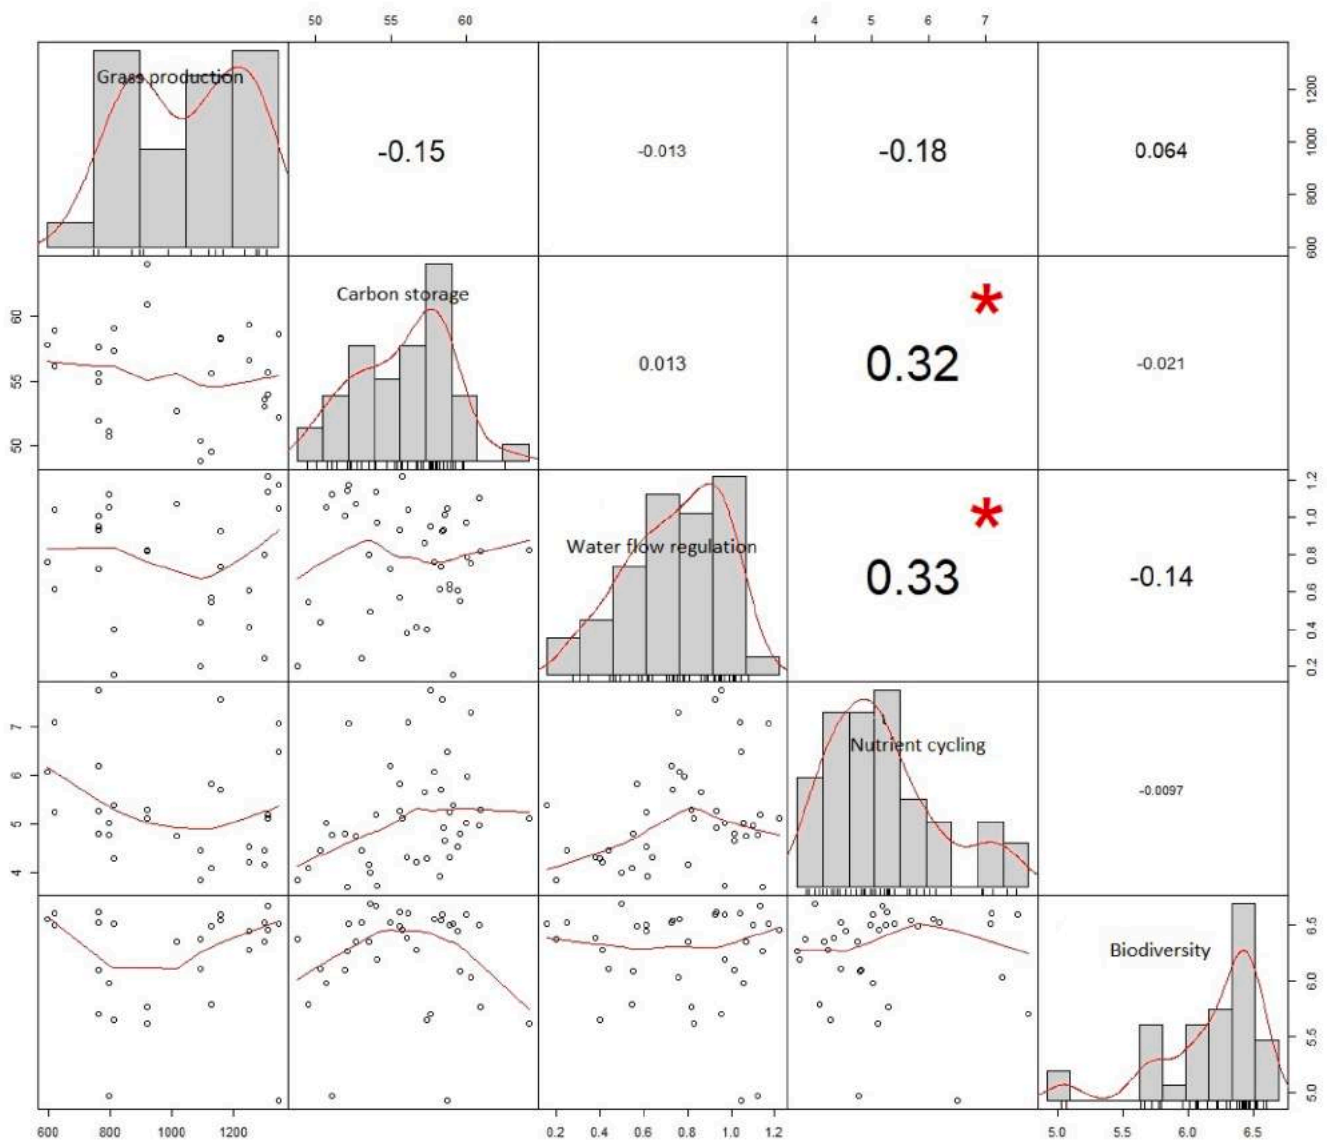 50 55 60 4 5 6 7
Grass production
-0.15
-0.013
-0.18
0.064
600 800 1000 1200
Carbon storage
0.013
0.32 *
-0.021
50 55 60
Water flow regulation
0.33 *
-0.14
0.2 0.4 0.6 0.8 1.0 1.2
Nutrient cycling
-0.0097
4 5 6 7
Biodiversity
5.0 5.5 6.0 6.5
600 800 1000 1200 0.2 0.4 0.6 0.8 1.0 1.2 5.0 5.5 6.0 6.5